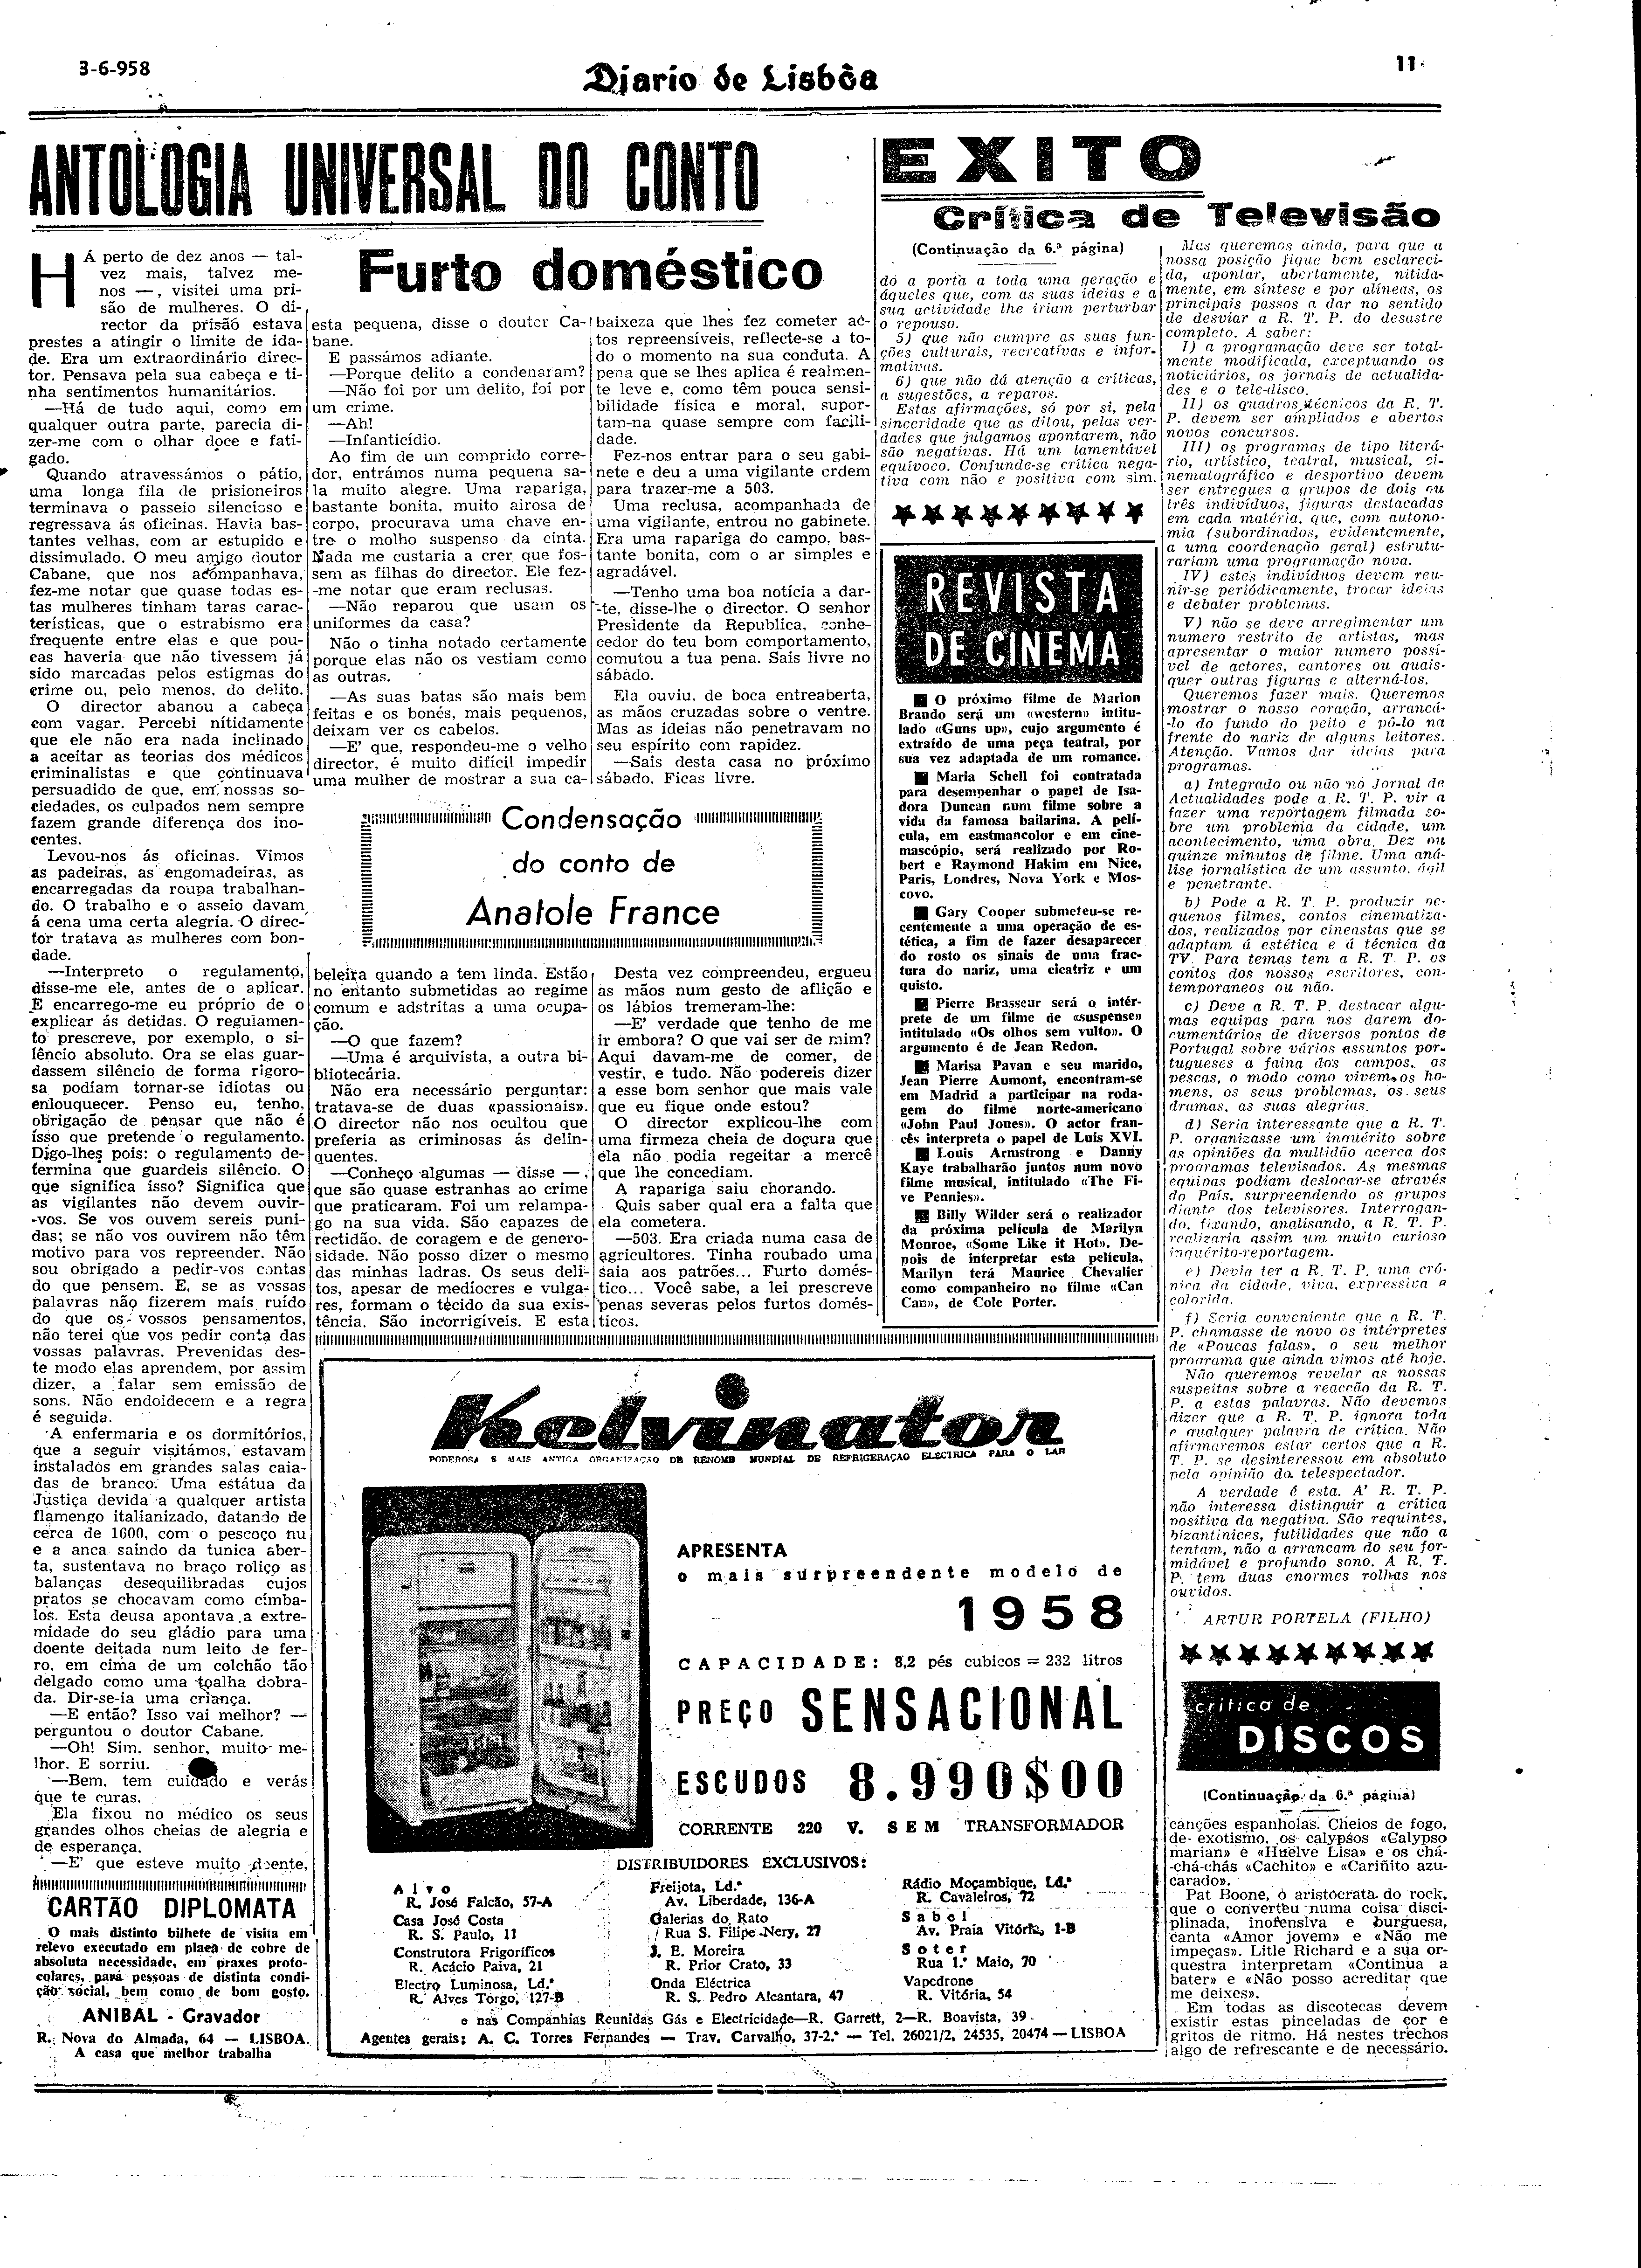 3-6-958
Diario de Lisbôa
11
ANTOLOGIA UNIVERSAL DO CONTO
Furto doméstico
HÁ perto de dez anos — tal-
vez mais, talvez me-
nos —, visitei uma pri-
são de mulheres. O di-
rector da prisão estava
prestes a atingir o limite de ida-
de. Era um extraordinário direc-
tor. Pensava pela sua cabeça e ti-
nha sentimentos humanitários.
—Há de tudo aqui, como em
qualquer outra parte, parecia di-
zer-me com o olhar doce e fati-
gado.
Quando atravessámos o pátio,
uma longa fila de prisioneiros
terminava o passeio silencioso e
regressava ás oficinas. Havia bas-
tantes velhas, com ar estupido e
dissimulado. O meu amigo doutor
Cabane, que nos acompanhava,
fez-me notar que quase todas es-
tas mulheres tinham taras carac-
terísticas, que o estrabismo era
frequente entre elas e que pou-
cas haveria que não tivessem já
sido marcadas pelos estigmas do
crime ou, pelo menos, do delito.
O director abanou a cabeça
com vagar. Percebi nítidamente
que ele não era nada inclinado
a aceitar as teorias dos médicos
criminalistas e que continuava
persuadido de que, em nossas so-
ciedades, os culpados nem sempre
fazem grande diferença dos ino-
centes.
Levou-nos ás oficinas. Vimos
as padeiras, as engomadeiras, as
encarregadas da roupa trabalhan-
do. O trabalho e o asseio davam
á cena uma certa alegria. O direc-
tor tratava as mulheres com bon-
dade.
—Interpreto o regulamento,
disse-me ele, antes de o aplicar.
E encarrego-me eu próprio de o
explicar ás detidas. O regulamen-
to prescreve, por exemplo, o si-
lêncio absoluto. Ora se elas guar-
dassem silêncio de forma rigoro-
sa podiam tornar-se idiotas ou
enlouquecer. Penso eu, tenho,
obrigação de pensar que não é
isso que pretende o regulamento.
Digo-lhes pois: o regulamento de-
termina que guardeis silêncio. O
que significa isso? Significa que
as vigilantes não devem ouvir-
-vos. Se vos ouvem sereis puni-
das; se não vos ouvirem não têm
motivo para vos repreender. Não
sou obrigado a pedir-vos contas
do que pensem. E, se as vossas
palavras não fizerem mais ruído
do que os vossos pensamentos,
não terei que vos pedir conta das
vossas palavras. Prevenidas des-
te modo elas aprendem, por assim
dizer, a falar sem emissão de
sons. Não endoidecem e a regra
é seguida.
A enfermaria e os dormitórios,
que a seguir visitámos, estavam
instalados em grandes salas caia-
das de branco. Uma estátua da
Justiça devida a qualquer artista
flamengo italianizado, datando de
cerca de 1600, com o pescoço nu
e a anca saindo da tunica aber-
ta, sustentava no braço roliço as
balanças desequilibradas cujos
pratos se chocavam como címba-
los. Esta deusa apontava a extre-
midade do seu gládio para uma
doente deitada num leito de fer-
ro, em cima de um colchão tão
delgado como uma toalha dobra-
da. Dir-se-ia uma criança.
—E então? Isso vai melhor? —
perguntou o doutor Cabane.
—Oh! Sim, senhor, muito me-
lhor. E sorriu.
—Bem, tem cuidado e verás
que te curas.
Ela fixou no médico os seus
grandes olhos cheias de alegria e
de esperança.
—E' que esteve muito doente,
esta pequena, disse o doutor Ca-
bane.
E passámos adiante.
—Porque delito a condenaram?
—Não foi por um delito, foi por
um crime.
—Ah!
—Infanticídio.
Ao fim de um comprido corre-
dor, entrámos numa pequena sa-
la muito alegre. Uma rapariga,
bastante bonita, muito airosa de
corpo, procurava uma chave en-
tre o molho suspenso da cinta.
Nada me custaria a crer que fos-
sem as filhas do director. Ele fez-
-me notar que eram reclusas.
—Não reparou que usam os
uniformes da casa?
Não o tinha notado certamente
porque elas não os vestiam como
as outras.
—As suas batas são mais bem
feitas e os bonés, mais pequenos,
deixam ver os cabelos.
—E' que, respondeu-me o velho
director, é muito difícil impedir
uma mulher de mostrar a sua ca-
beleira quando a tem linda. Estão
no entanto submetidas ao regime
comum e adstritas a uma ocupa-
ção.
—O que fazem?
—Uma é arquivista, a outra bi-
bliotecária.
Não era necessário perguntar:
tratava-se de duas «passionais».
O director não nos ocultou que
preferia as criminosas ás delin-
quentes.
—Conheço algumas — disse —,
que são quase estranhas ao crime
que praticaram. Foi um relampa-
go na sua vida. São capazes de
rectidão, de coragem e de genero-
sidade. Não posso dizer o mesmo
das minhas ladras. Os seus deli-
tos, apesar de medíocres e vulga-
res, formam o tecido da sua exis-
tência. São incorrigíveis. E esta
baixeza que lhes fez cometer ac-
tos repreensíveis, reflecte-se a to-
do o momento na sua conduta. A
pena que se lhes aplica é realmen-
te leve e, como têm pouca sensi-
bilidade física e moral, supor-
tam-na quase sempre com facili-
dade.
Fez-nos entrar para o seu gabi-
nete e deu a uma vigilante ordem
para trazer-me a 503.
Uma reclusa, acompanhada de
uma vigilante, entrou no gabinete.
Era uma rapariga do campo, bas-
tante bonita, com o ar simples e
agradável.
—Tenho uma boa notícia a dar-
-te, disse-lhe o director. O senhor
Presidente da Republica, conhe-
cedor do teu bom comportamento,
comutou a tua pena. Sais livre no
sábado.
Ela ouviu, de boca entreaberta,
as mãos cruzadas sobre o ventre.
Mas as ideias não penetravam no
seu espírito com rapidez.
—Sais desta casa no próximo
sábado. Ficas livre.
Desta vez compreendeu, ergueu
as mãos num gesto de aflição e
os lábios tremeram-lhe:
—E' verdade que tenho de me
ir embora? O que vai ser de mim?
Aqui davam-me de comer, de
vestir, e tudo. Não podereis dizer
a esse bom senhor que mais vale
que eu fique onde estou?
O director explicou-lhe com
uma firmeza cheia de doçura que
ela não podia regeitar a mercê
que lhe concediam.
A rapariga saiu chorando.
Quis saber qual era a falta que
ela cometera.
—503. Era criada numa casa de
agricultores. Tinha roubado uma
saia aos patrões... Furto domés-
tico... Você sabe, a lei prescreve
penas severas pelos furtos domés-
ticos.
Condensação
do conto de
Anatole France
EXITO
Crítica de Televisão
(Continuação da 6.ª página)
do a porta a toda uma geração e
áqueles que, com as suas ideias e a
sua actividade lhe iriam perturbar
o repouso.
5) que não cumpre as suas fun-
ções culturais, recreativas e infor-
mativas.
6) que não dá atenção a críticas,
a sugestões, a reparos.
Estas afirmações, só por si, pela
sinceridade que as ditou, pelas ver-
dades que julgamos apontarem, não
são negativas. Há um lamentável
equívoco. Confunde-se crítica nega-
tiva com não e positiva com sim.
Mas queremos ainda, para que a
nossa posição fique bem esclareci-
da, apontar, abertamente, nitida-
mente, em síntese e por alíneas, os
principais passos a dar no sentido
de desviar a R. T. P. do desastre
completo. A saber:
I) a programação deve ser total-
mente modificada, exceptuando os
noticiários, os jornais de actualida-
des e o tele-disco.
II) os quadros técnicos da R. T.
P. devem ser ampliados e abertos
novos concursos.
III) os programas de tipo literá-
rio, artístico, teatral, musical, ci-
nematográfico e desportivo devem
ser entregues a grupos de dois ou
três indivíduos, figuras destacadas
em cada matéria, que, com autono-
mia (subordinados, evidentemente,
a uma coordenação geral) estrutu-
rariam uma programação nova.
IV) estes indivíduos devem reu-
nir-se periódicamente, trocar ideias
e debater problemas.
V) não se deve arregimentar um
numero restrito de artistas, mas
apresentar o maior numero possí-
vel de actores, cantores ou quais-
quer outras figuras e alterná-los.
Queremos fazer mais. Queremos
mostrar o nosso coração, arrancá-
-lo do fundo do peito e pô-lo na
frente do nariz de alguns leitores.
Atenção. Vamos dar ideias para
programas.
a) Integrado ou não no Jornal de
Actualidades pode a R. T. P. vir a
fazer uma reportagem filmada so-
bre um problema da cidade, um
acontecimento, uma obra. Dez ou
quinze minutos de filme. Uma aná-
lise jornalística de um assunto, ágil
e penetrante.
b) Pode a R. T. P. produzir pe-
quenos filmes, contos cinematiza-
dos, realizados por cineastas que se
adaptam á estética e á técnica da
TV. Para temas tem a R. T. P. os
contos dos nossos escritores, con-
temporaneos ou não.
c) Deve a R. T. P. destacar algu-
mas equipas para nos darem do-
cumentários de diversos pontos de
Portugal sobre vários assuntos por-
tugueses a faina dos campos, as
pescas, o modo como vivem os ho-
mens, os seus problemas, os seus
dramas, as suas alegrias.
d) Seria interessante que a R. T.
P. organizasse um inquérito sobre
as opiniões da multidão acerca dos
programas televisados. As mesmas
equipas podiam deslocar-se através
do País, surpreendendo os grupos
diante dos televisores. Interrogan-
do, fixando, analisando, a R. T. P.
realizaria assim um muito curioso
inquérito-reportagem.
e) Devia ter a R. T. P. uma cró-
nica da cidade, viva, expressiva e
colorida.
f) Seria conveniente que a R. T.
P. chamasse de novo os intérpretes
de «Poucas falas», o seu melhor
programa que ainda vimos até hoje.
Não queremos revelar as nossas
suspeitas sobre a reacção da R. T.
P. a estas palavras. Não devemos
dizer que a R. T. P. ignora toda
e qualquer palavra de crítica. Não
afirmaremos estar certos que a R.
T. P. se desinteressou em absoluto
pela opinião do telespectador.
A verdade é esta. A' R. T. P.
não interessa distinguir a crítica
positiva da negativa. São requintes,
bizantinices, futilidades que não a
tentam, não a arrancam do seu for-
midável e profundo sono. A R. T.
P. tem duas enormes rolhas nos
ouvidos.
ARTUR PORTELA (FILHO)
REVISTA
DE CINEMA
■ O próximo filme de Marlon
Brando será um «western» intitu-
lado «Guns up», cujo argumento é
extraído de uma peça teatral, por
sua vez adaptada de um romance.
■ Maria Schell foi contratada
para desempenhar o papel de Isa-
dora Duncan num filme sobre a
vida da famosa bailarina. A pelí-
cula, em eastmancolor e em cine-
mascópio, será realizado por Ro-
bert e Raymond Hakim em Nice,
Paris, Londres, Nova York e Mos-
covo.
■ Gary Cooper submeteu-se re-
centemente a uma operação de es-
tética, a fim de fazer desaparecer
do rosto os sinais de uma frac-
tura do nariz, uma cicatriz e um
quisto.
■ Pierre Brasseur será o intér-
prete de um filme de «suspense»
intitulado «Os olhos sem vulto». O
argumento é de Jean Redon.
■ Marisa Pavan e seu marido,
Jean Pierre Aumont, encontram-se
em Madrid a participar na roda-
gem do filme norte-americano
«John Paul Jones». O actor fran-
cês interpreta o papel de Luís XVI.
■ Louis Armstrong e Danny
Kaye trabalharão juntos num novo
filme musical, intitulado «The Fi-
ve Pennies».
■ Billy Wilder será o realizador
da próxima película de Marilyn
Monroe, «Some Like it Hot». De-
pois de interpretar esta película,
Marilyn terá Maurice Chevalier
como companheiro no filme «Can
Can», de Cole Porter.
crítica de
DISCOS
(Continuação da 6.ª página)
canções espanholas. Cheios de fogo,
de exotismo, os calypsos «Calypso
marian» e «Huelve Lisa» e os chá-
-chá-chás «Cachito» e «Cariñito azu-
carado».
Pat Boone, o aristocrata do rock,
que o converteu numa coisa disci-
plinada, inofensiva e burguesa,
canta «Amor jovem» e «Não me
impeças». Litle Richard e a sua or-
questra interpretam «Continua a
bater» e «Não posso acreditar que
me deixes».
Em todas as discotecas devem
existir estas pinceladas de cor e
gritos de ritmo. Há nestes trechos
algo de refrescante e de necessário.
Kelvinator
PODEROSA E MAIS ANTIGA ORGANIZAÇÃO DE RENOME MUNDIAL DE REFRIGERAÇÃO ELECTRICA PARA O LAR
APRESENTA
o mais surpreendente modelo de
1958
CAPACIDADE: 8,2 pés cubicos = 232 litros
PREÇO SENSACIONAL
ESCUDOS 8.990$00
CORRENTE 220 V. SEM TRANSFORMADOR
DISTRIBUIDORES EXCLUSIVOS:
Alvo
R. José Falcão, 57-A
Casa José Costa
R. S. Paulo, 11
Construtora Frigoríficos
R. Acácio Paiva, 21
Electro Luminosa, Ld.ª
R. Alves Torgo, 127-B
Freijota, Ld.ª
Av. Liberdade, 136-A
Galerias do Rato
Rua S. Filipe Nery, 27
J. E. Moreira
R. Prior Crato, 33
Onda Eléctrica
R. S. Pedro Alcantara, 47
Rádio Moçambique, Ld.ª
R. Cavaleiros, 72
Sabel
Av. Praia Vitória, 1-B
Soter
Rua 1.º Maio, 70
Vapedrone
R. Vitória, 54
e nas Companhias Reunidas Gás e Electricidade—R. Garrett, 2—R. Boavista, 39
Agentes gerais: A. C. Torres Fernandes — Trav. Carvalho, 37-2.º — Tel. 26021/2, 24535, 20474 — LISBOA
CARTÃO DIPLOMATA
O mais distinto bilhete de visita em
relevo executado em placa de cobre de
absoluta necessidade, em praxes proto-
colares, para pessoas de distinta condi-
ção social, bem como de bom gosto.
ANIBAL - Gravador
R. Nova do Almada, 64 — LISBOA.
A casa que melhor trabalha